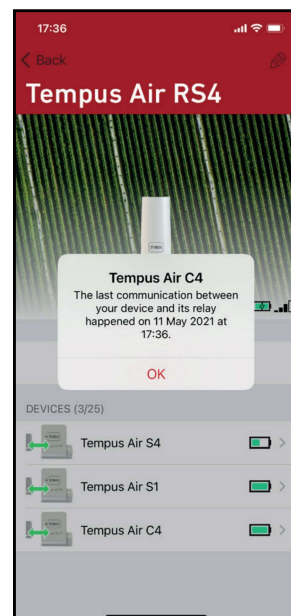 17:36
Back
Tempus Air RS4
Tempus Air C4
The last communication between
your device and its relay
happened on 11 May 2021 at
17:36.
OK
DEVICES (3/25)
Tempus Air S4
Tempus Air S1
Tempus Air C4